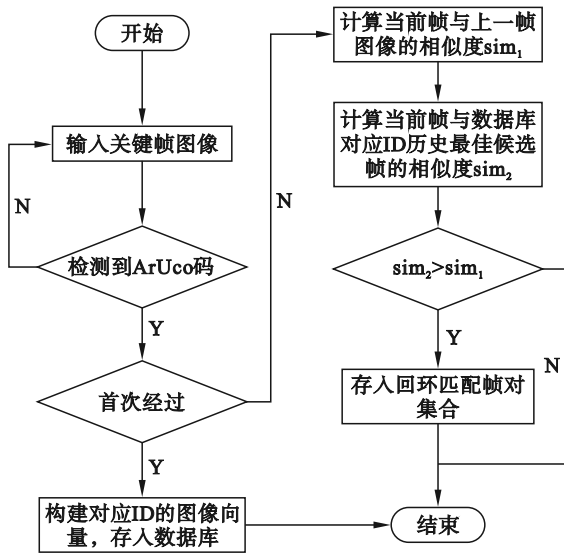 开始
输入关键帧图像
N
检测到ArUco码
Y
首次经过
N
Y
构建对应ID的图像向
量，存入数据库
计算当前帧与上一帧
图像的相似度sim₁
计算当前帧与数据库
对应ID历史最佳候选
帧的相似度sim₂
sim₂>sim₁
Y
N
存入回环匹配帧对
集合
结束